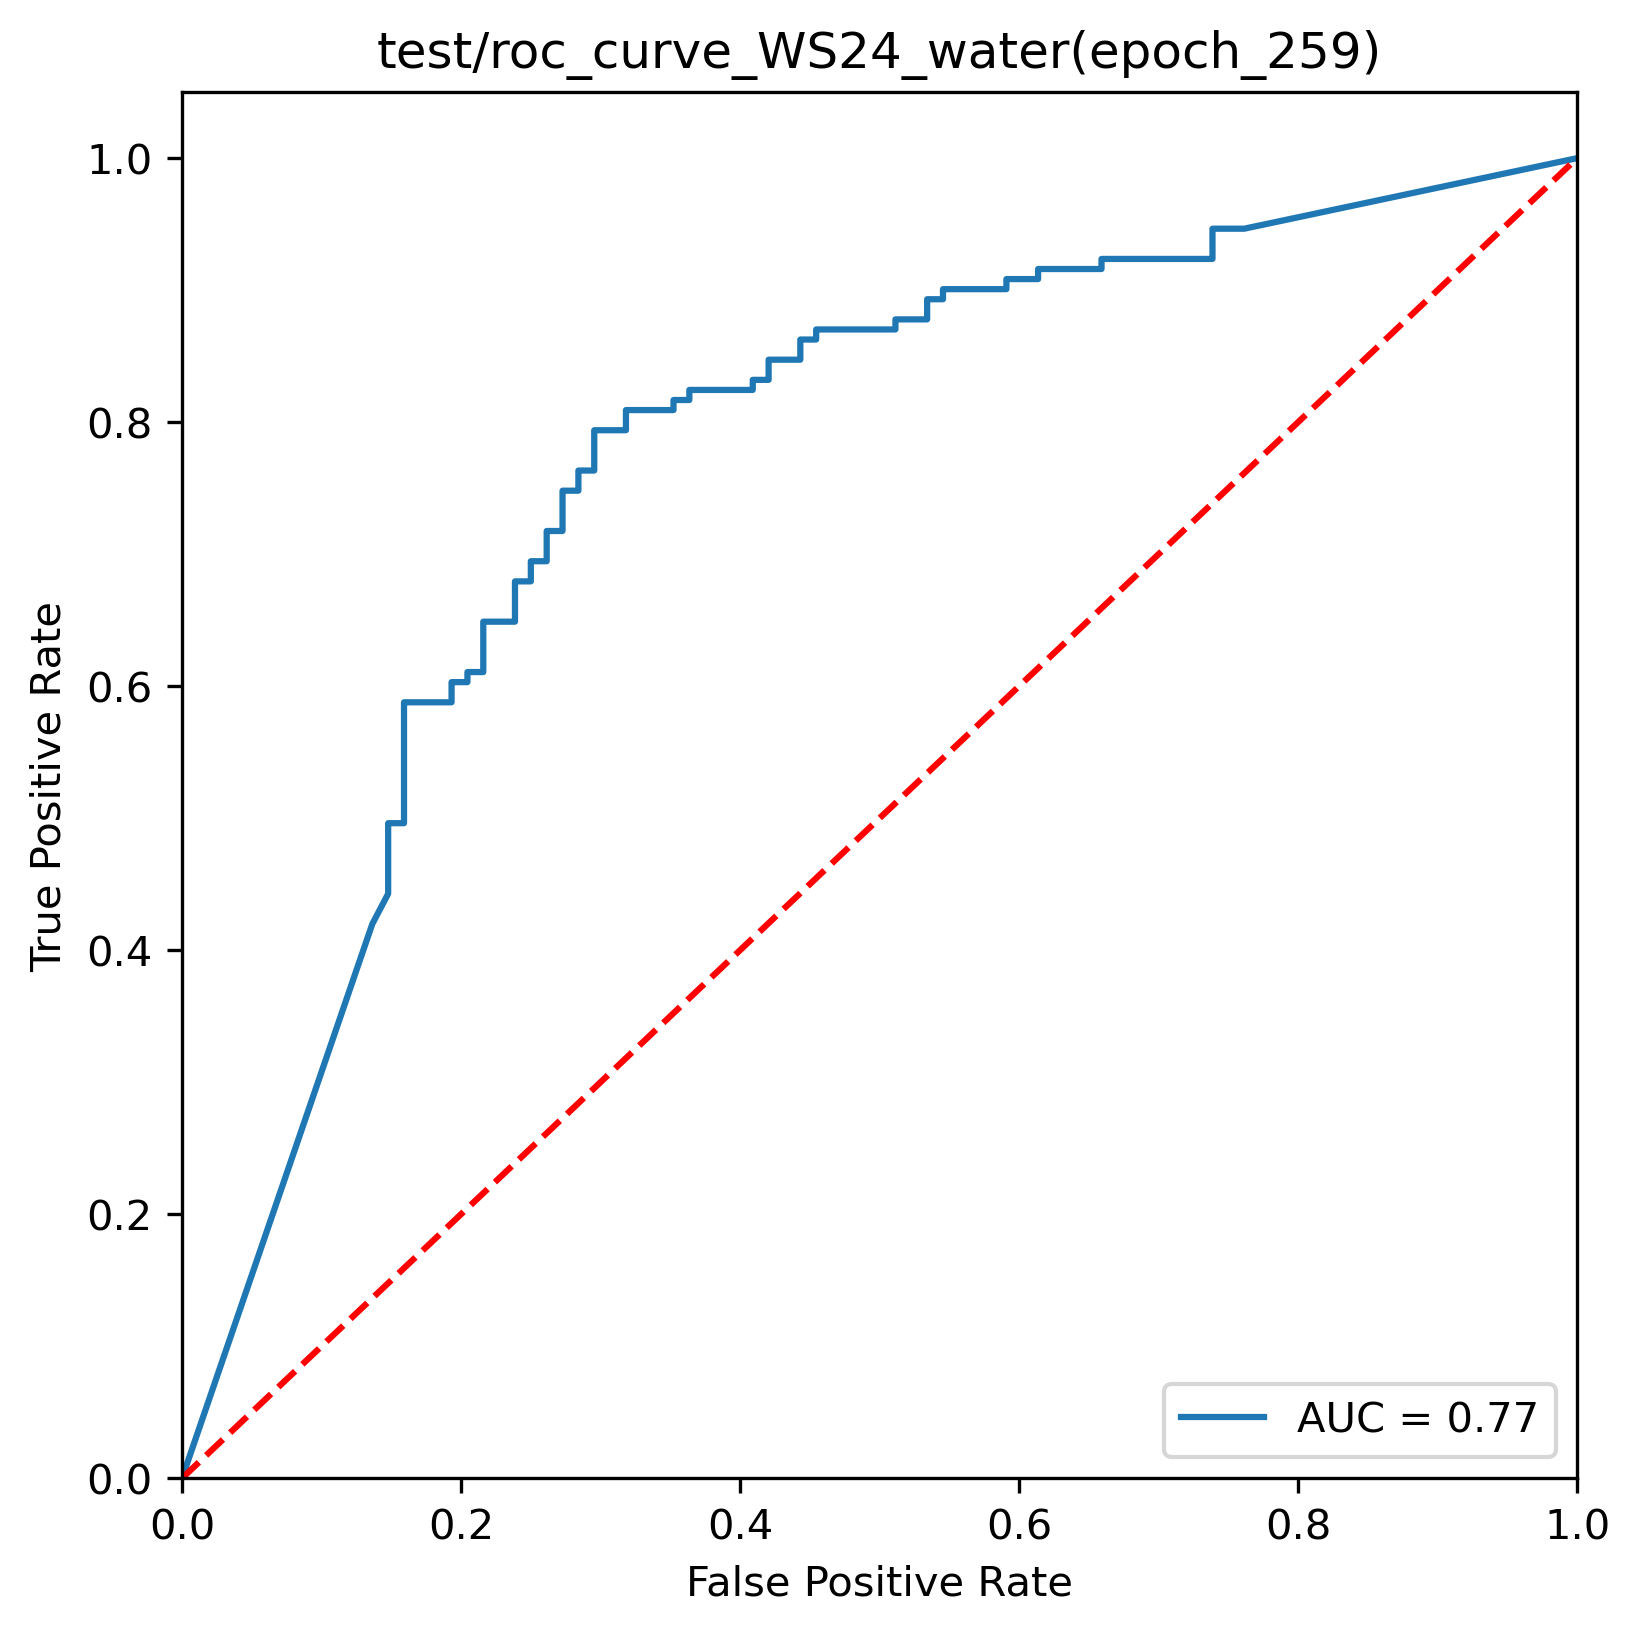 test/roc_curve_WS24_water(epoch_259)
True Positive Rate
1.0
0.8
0.6
0.4
0.2
0.0
0.0 0.2 0.4 0.6 0.8 1.0
False Positive Rate
AUC = 0.77